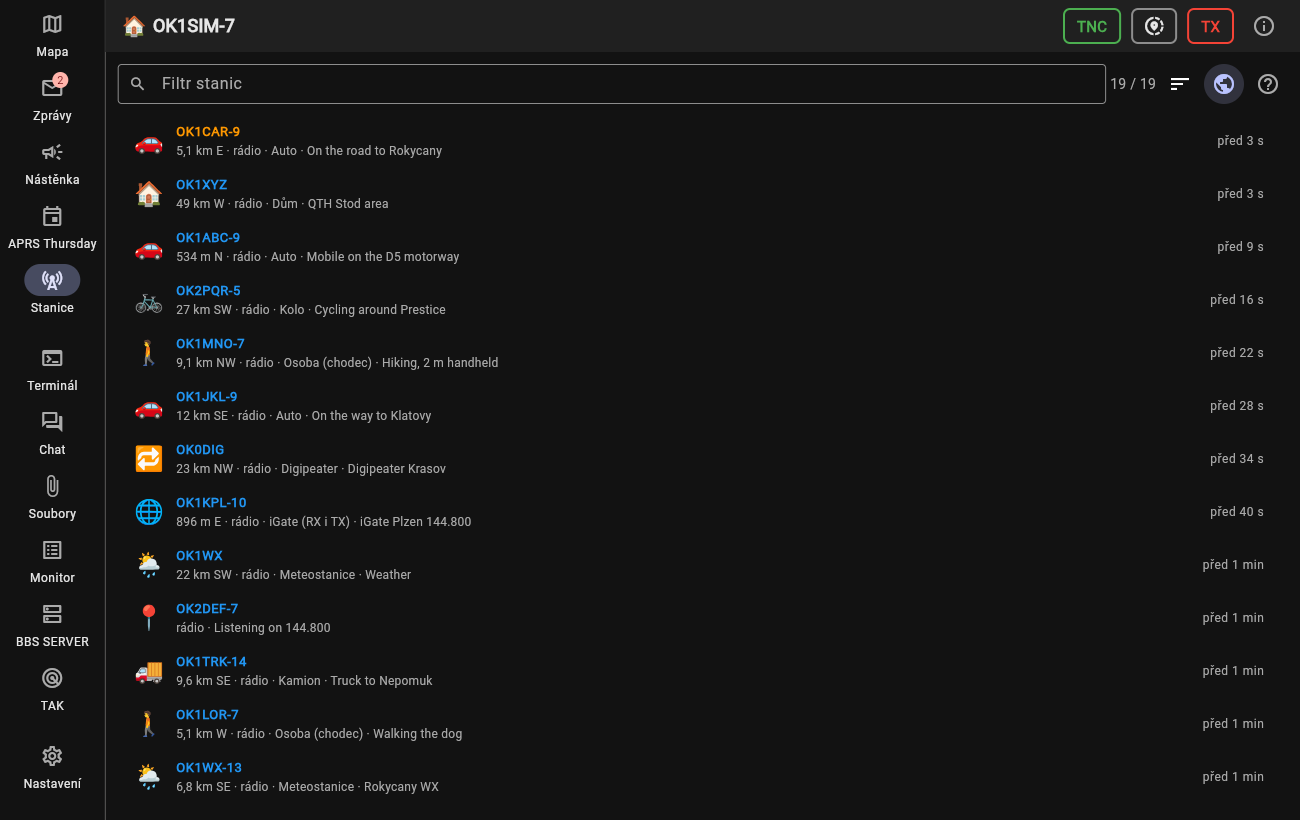 Mapa
2
Zprávy
Nástěnka
APRS Thursday
Stanice
Terminál
Chat
Soubory
Monitor
BBS SERVER
TAK
Nastavení
OK1SIM-7
TNC
TX
Filtr stanic
19 / 19
OK1CAR-9
5,1 km E · rádio · Auto · On the road to Rokycany
před 3 s
OK1XYZ
49 km W · rádio · Dům · QTH Stod area
před 3 s
OK1ABC-9
534 m N · rádio · Auto · Mobile on the D5 motorway
před 9 s
OK2PQR-5
27 km SW · rádio · Kolo · Cycling around Prestice
před 16 s
OK1MNO-7
9,1 km NW · rádio · Osoba (chodec) · Hiking, 2 m handheld
před 22 s
OK1JKL-9
12 km SE · rádio · Auto · On the way to Klatovy
před 28 s
OK0DIG
23 km NW · rádio · Digipeater · Digipeater Krasov
před 34 s
OK1KPL-10
896 m E · rádio · iGate (RX i TX) · iGate Plzen 144.800
před 40 s
OK1WX
22 km SW · rádio · Meteostanice · Weather
před 1 min
OK2DEF-7
rádio · Listening on 144.800
před 1 min
OK1TRK-14
9,6 km SE · rádio · Kamion · Truck to Nepomuk
před 1 min
OK1LOR-7
5,1 km W · rádio · Osoba (chodec) · Walking the dog
před 1 min
OK1WX-13
6,8 km SE · rádio · Meteostanice · Rokycany WX
před 1 min